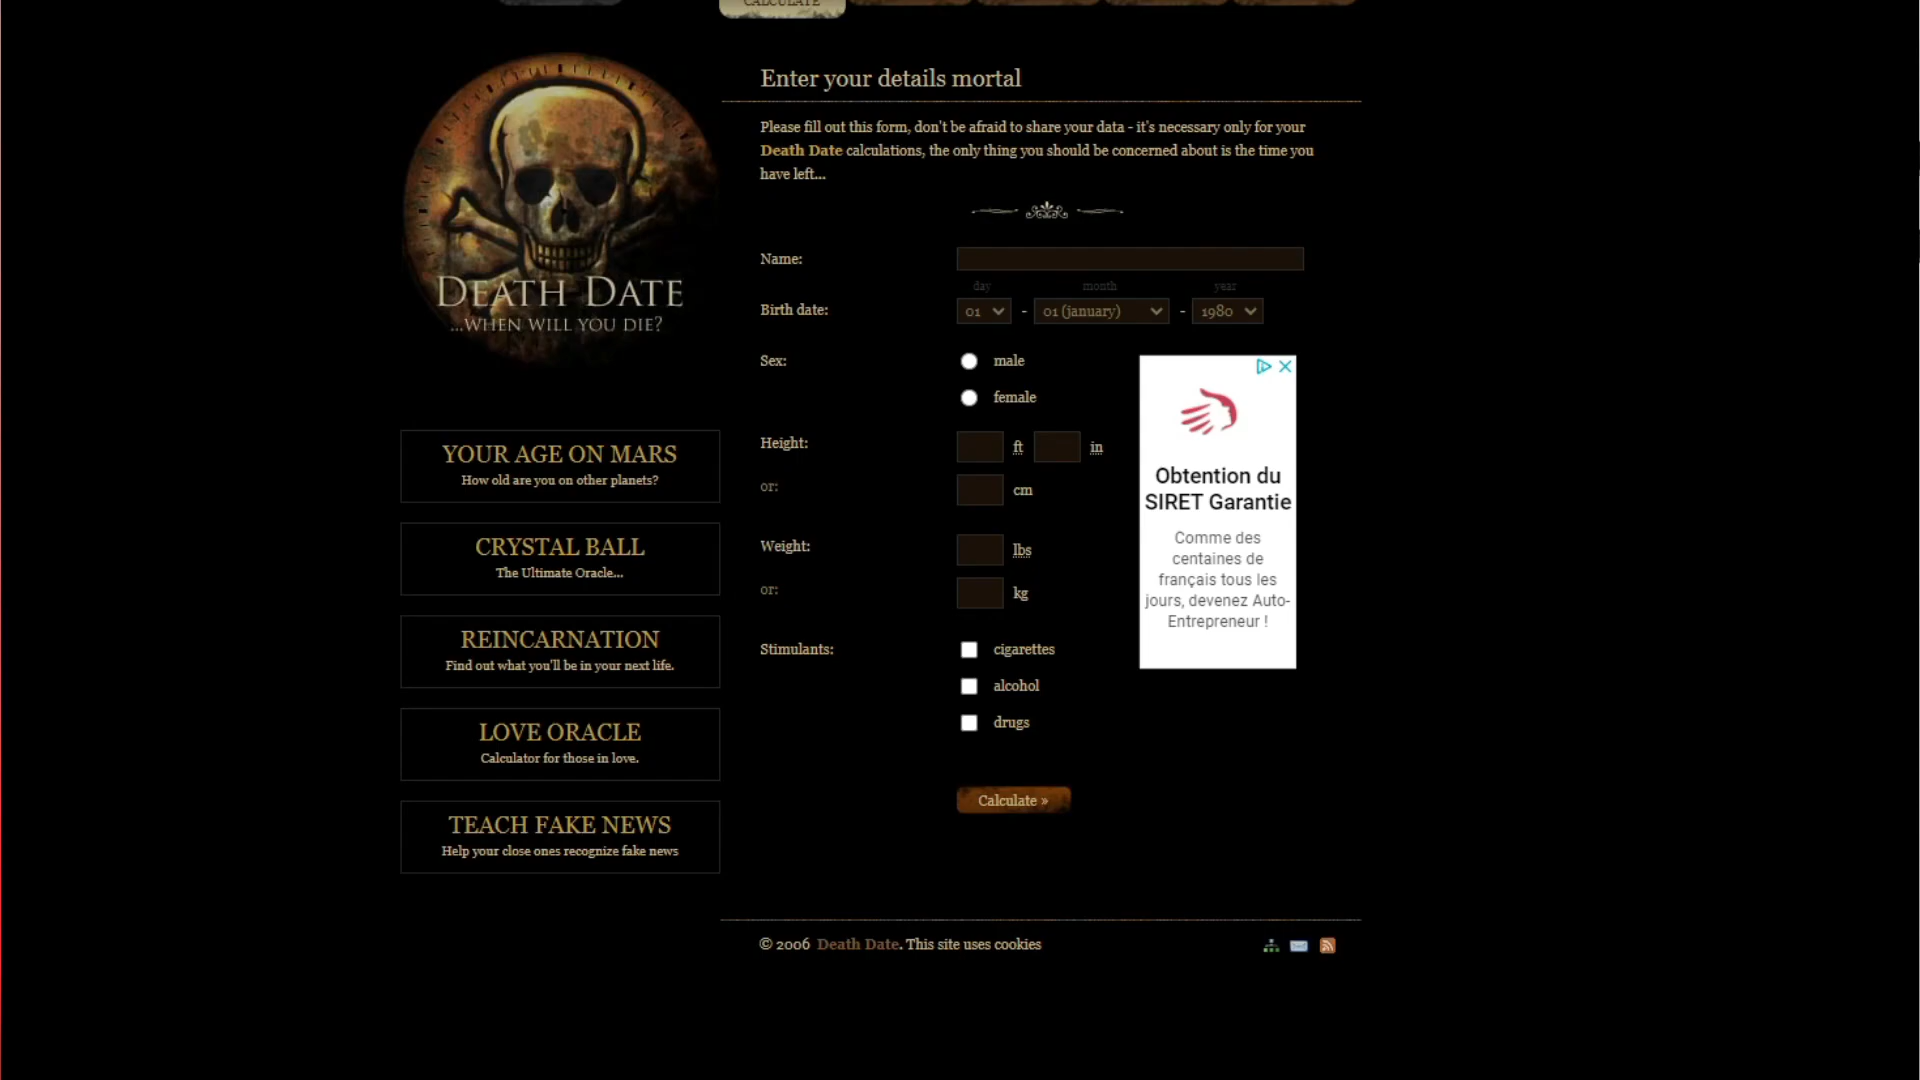 CALCULATE
DEATH DATE
...WHEN WILL YOU DIE?
YOUR AGE ON MARS
How old are you on other planets?
CRYSTAL BALL
The Ultimate Oracle...
REINCARNATION
Find out what you'll be in your next life.
LOVE ORACLE
Calculator for those in love.
TEACH FAKE NEWS
Help your close ones recognize fake news
Enter your details mortal
Please fill out this form, don't be afraid to share your data - it's necessary only for your
Death Date calculations, the only thing you should be concerned about is the time you
have left...
Name:
day month year
Birth date: 01 - 01 (january) - 1980
Sex: male
female
Height: ft in
or: cm
Weight: lbs
or: kg
Stimulants: cigarettes
alcohol
drugs
Calculate »
Obtention du
SIRET Garantie
Comme des
centaines de
français tous les
jours, devenez Auto-
Entrepreneur !
© 2006 Death Date. This site uses cookies